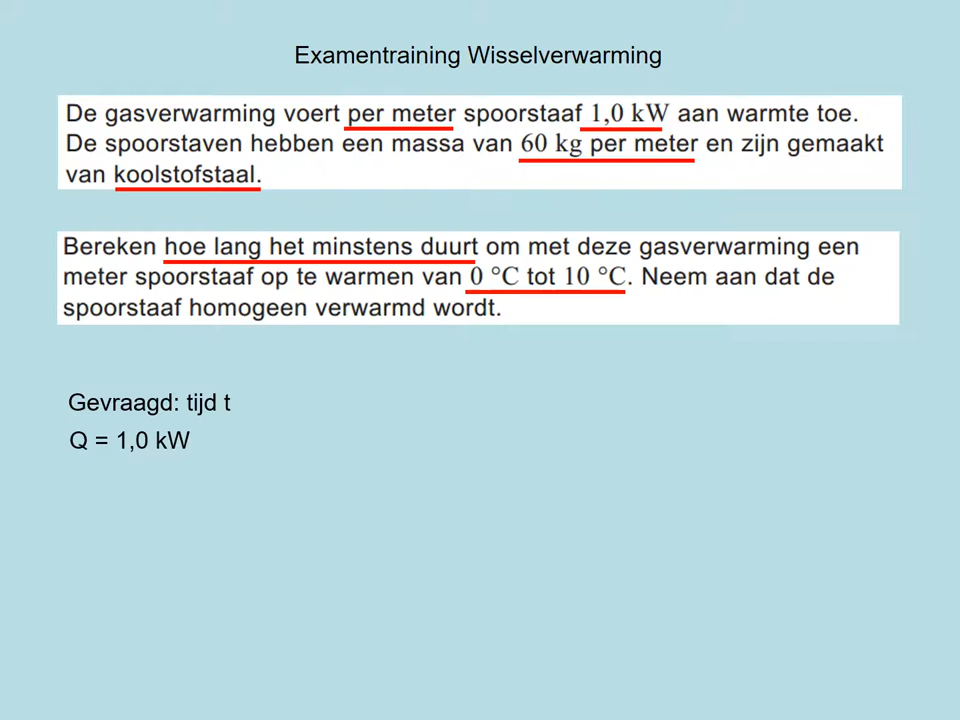 Examentraining Wisselverwarming
De gasverwarming voert per meter spoorstaaf 1,0 kW aan warmte toe.
De spoorstaven hebben een massa van 60 kg per meter en zijn gemaakt
van koolstofstaal.
Bereken hoe lang het minstens duurt om met deze gasverwarming een
meter spoorstaaf op te warmen van 0 °C tot 10 °C. Neem aan dat de
spoorstaaf homogeen verwarmd wordt.
Gevraagd: tijd t
Q = 1,0 kW